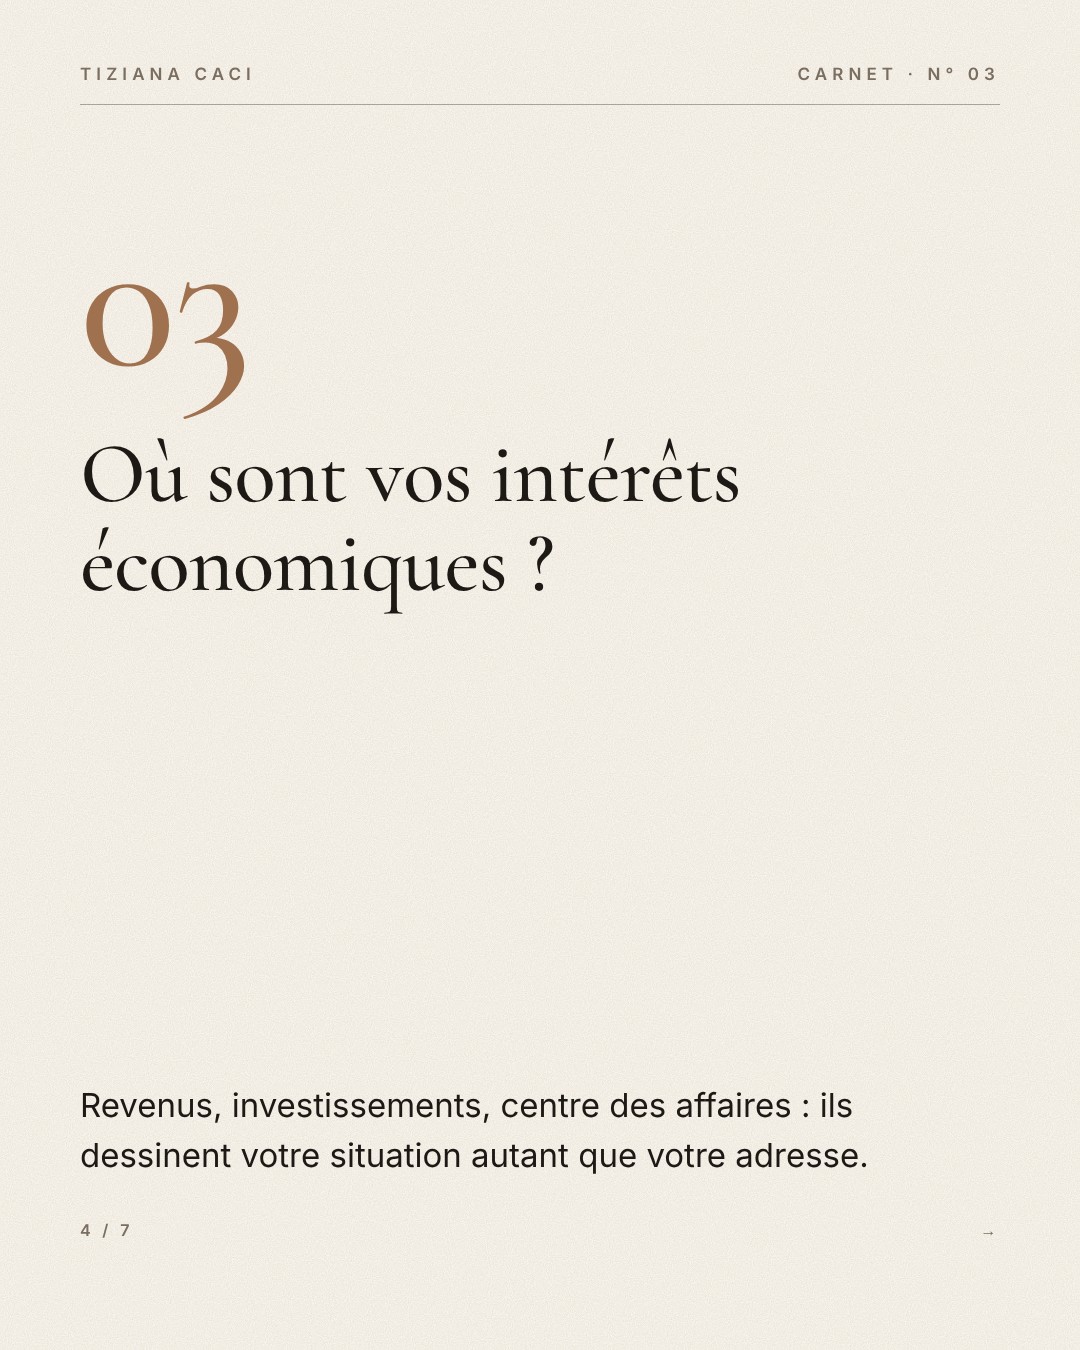 TIZIANA CACI
CARNET · N° 03
03
Où sont vos intérêts
économiques ?
Revenus, investissements, centre des affaires : ils
dessinent votre situation autant que votre adresse.
4 / 7
→